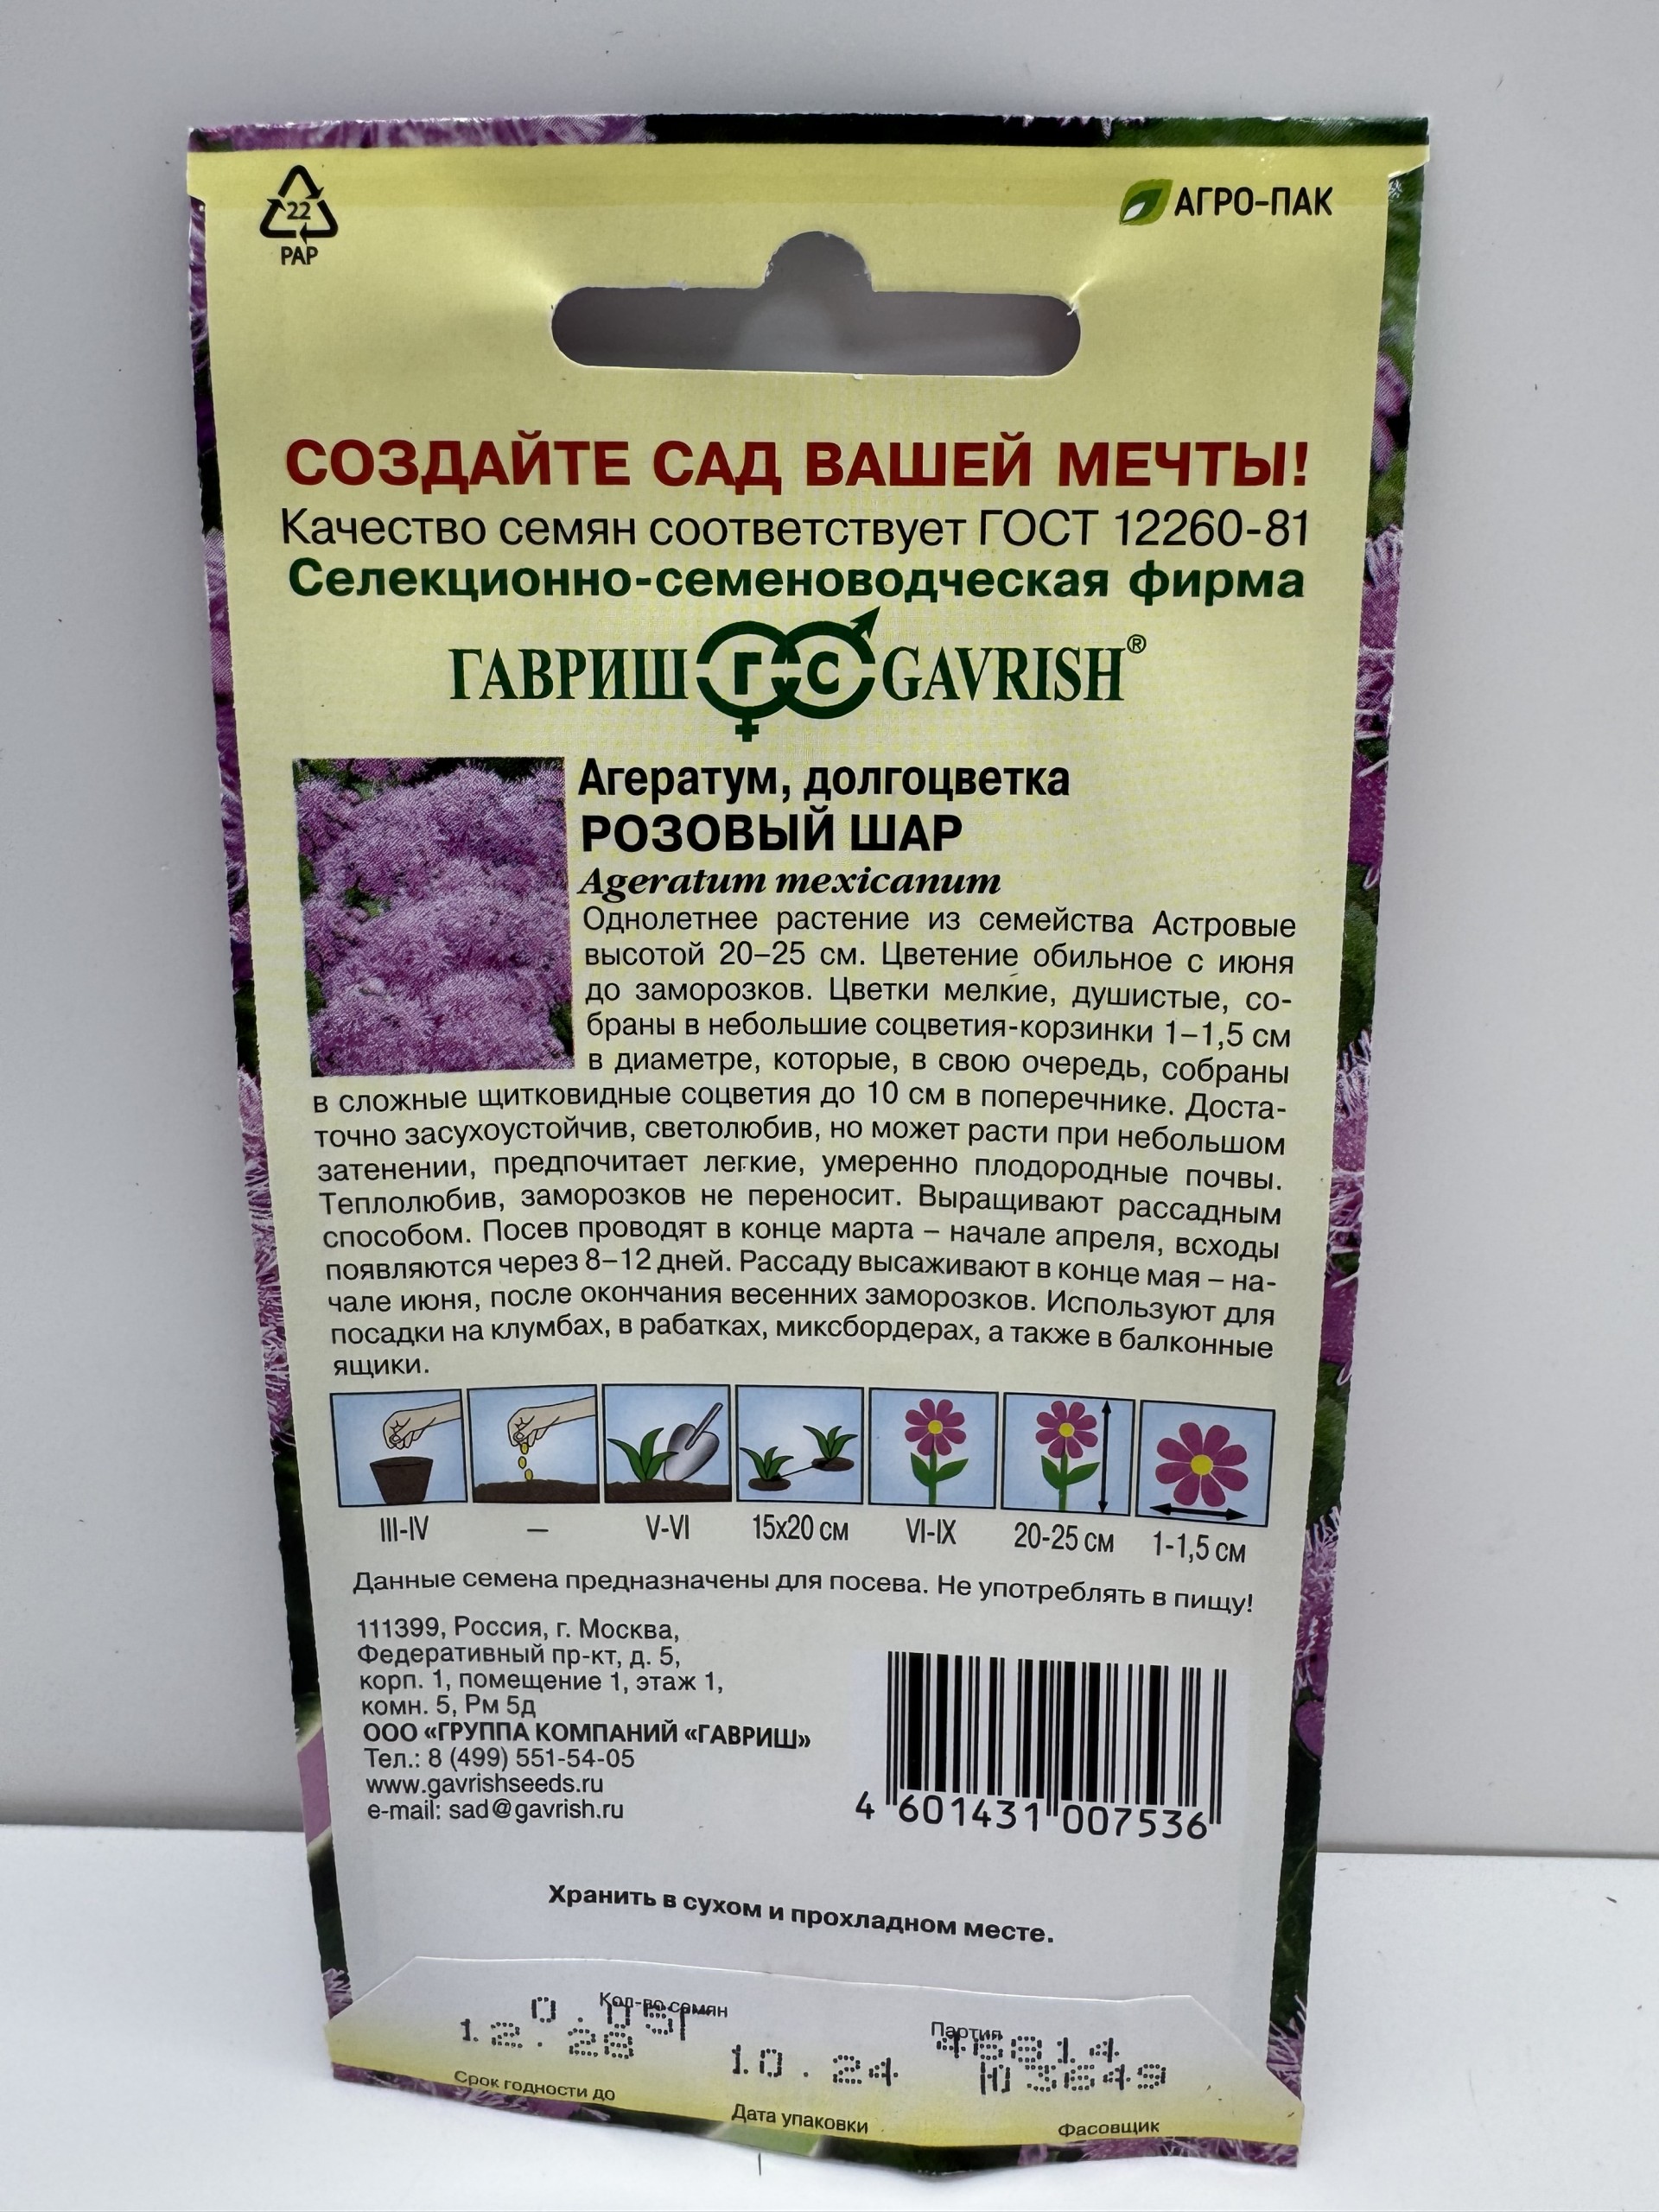 22
PAP
АГРО-ПАК
СОЗДАЙТЕ САД ВАШЕЙ МЕЧТЫ!
Качество семян соответствует ГОСТ 12260-81
Селекционно-семеноводческая фирма
ГАВРИШ ГС GAVRISH®
Агератум, долгоцветка
РОЗОВЫЙ ШАР
Ageratum mexicanum
Однолетнее растение из семейства Астровые
высотой 20–25 см. Цветение обильное с июня
до заморозков. Цветки мелкие, душистые, со-
браны в небольшие соцветия-корзинки 1–1,5 см
в диаметре, которые, в свою очередь, собраны
в сложные щитковидные соцветия до 10 см в поперечнике. Доста-
точно засухоустойчив, светолюбив, но может расти при небольшом
затенении, предпочитает легкие, умеренно плодородные почвы.
Теплолюбив, заморозков не переносит. Выращивают рассадным
способом. Посев проводят в конце марта – начале апреля, всходы
появляются через 8–12 дней. Рассаду высаживают в конце мая – на-
чале июня, после окончания весенних заморозков. Используют для
посадки на клумбах, в рабатках, миксбордерах, а также в балконные
ящики.
III-IV – V-VI 15х20 см VI-IX 20-25 см 1-1,5 см
Данные семена предназначены для посева. Не употреблять в пищу!
111399, Россия, г. Москва,
Федеративный пр-кт, д. 5,
корп. 1, помещение 1, этаж 1,
комн. 5, Рм 5д
ООО «ГРУППА КОМПАНИЙ «ГАВРИШ»
Тел.: 8 (499) 551-54-05
www.gavrishseeds.ru
e-mail: sad@gavrish.ru
4 601431 007536
Хранить в сухом и прохладном месте.
Кол-во семян
0.05г
Партия
12.28
10.24
Срок годности до
Дата упаковки
Фасовщик